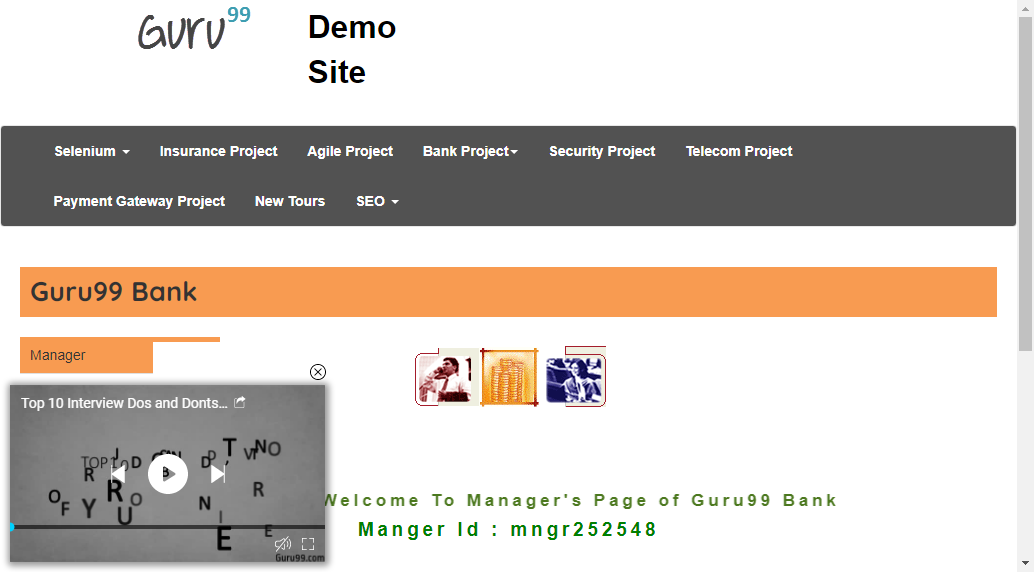 Guru99
Demo
Site
Selenium
Insurance Project
Agile Project
Bank Project
Security Project
Telecom Project
Payment Gateway Project
New Tours
SEO
Guru99 Bank
Manager
Top 10 Interview Dos and Donts...
Welcome To Manager's Page of Guru99 Bank
Manger Id : mngr252548
Guru99.com